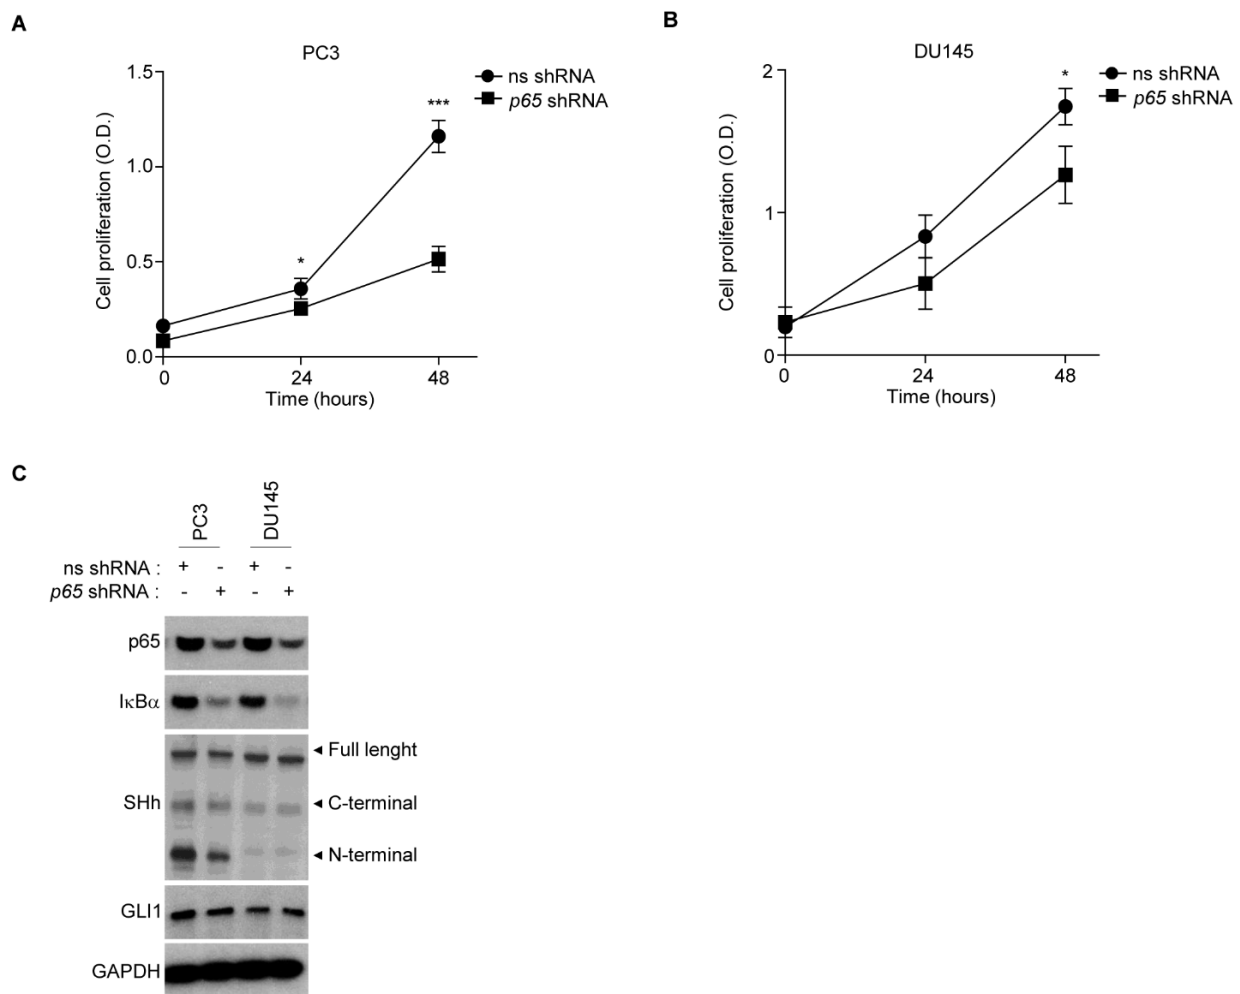 A
PC3
ns shRNA
p65 shRNA
Cell proliferation (O.D.)
1.5
1.0
0.5
0.0
*
***
0 24 48
Time (hours)
B
DU145
ns shRNA
p65 shRNA
Cell proliferation (O.D.)
2
1
0
*
0 24 48
Time (hours)
C
PC3 DU145
ns shRNA : + - + -
p65 shRNA : - + - +
p65
IκBα
SHh
Full lenght
C-terminal
N-terminal
GLI1
GAPDH